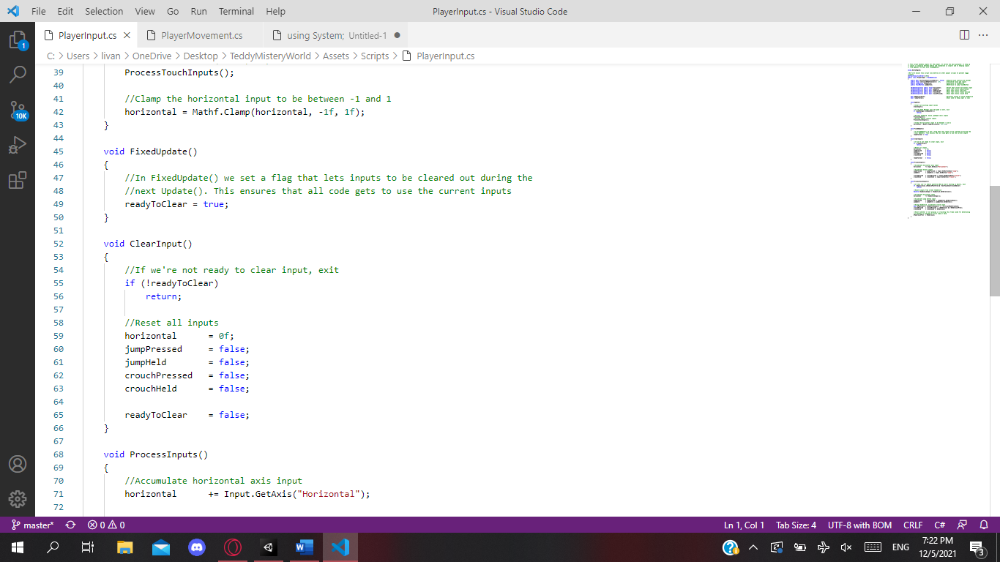 File Edit Selection View Go Run Terminal Help PlayerInput.cs - Visual Studio Code
PlayerInput.cs PlayerMovement.cs using System; Untitled-1
C: > Users > livan > OneDrive > Desktop > TeddyMisteryWorld > Assets > Scripts > PlayerInput.cs
1
10K
39 ProcessTouchInputs();
40
41 //Clamp the horizontal input to be between -1 and 1
42 horizontal = Mathf.Clamp(horizontal, -1f, 1f);
43 }
44
45 void FixedUpdate()
46 {
47 //In FixedUpdate() we set a flag that lets inputs to be cleared out during the
48 //next Update(). This ensures that all code gets to use the current inputs
49 readyToClear = true;
50 }
51
52 void ClearInput()
53 {
54 //If we're not ready to clear input, exit
55 if (!readyToClear)
56 return;
57
58 //Reset all inputs
59 horizontal = 0f;
60 jumpPressed = false;
61 jumpHeld = false;
62 crouchPressed = false;
63 crouchHeld = false;
64
65 readyToClear = false;
66 }
67
68 void ProcessInputs()
69 {
70 //Accumulate horizontal axis input
71 horizontal += Input.GetAxis("Horizontal");
72
master* 0 0 Ln 1, Col 1 Tab Size: 4 UTF-8 with BOM CRLF C#
ENG 7:22 PM
12/5/2021
3